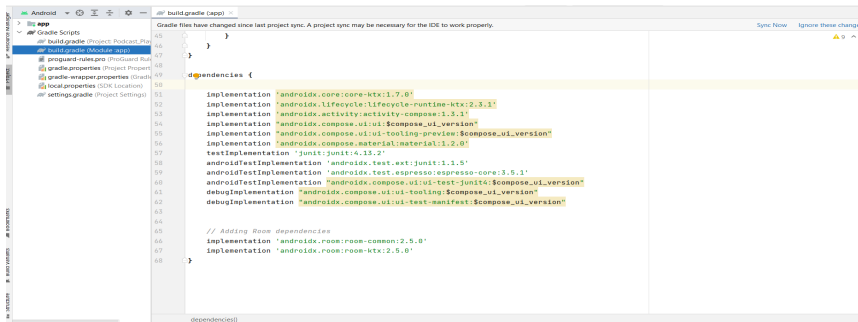 Android
build.gradle (app) ×
Gradle files have changed since last project sync. A project sync may be necessary for the IDE to work properly.
Sync Now
Ignore these change
Resource Manager
Project
Bookmarks
Build Variants
Structure
app
Gradle Scripts
build.gradle (Project: Podcast_Pla
build.gradle (Module :app)
proguard-rules.pro (ProGuard Rul
gradle.properties (Project Propert
gradle-wrapper.properties (Gradl
local.properties (SDK Location)
settings.gradle (Project Settings)
9
45 }
46 }
47 }
48
49 dependencies {
50
51 implementation 'androidx.core:core-ktx:1.7.0'
52 implementation 'androidx.lifecycle:lifecycle-runtime-ktx:2.3.1'
53 implementation 'androidx.activity:activity-compose:1.3.1'
54 implementation "androidx.compose.ui:ui:$compose_ui_version"
55 implementation "androidx.compose.ui:ui-tooling-preview:$compose_ui_version"
56 implementation 'androidx.compose.material:material:1.2.0'
57 testImplementation 'junit:junit:4.13.2'
58 androidTestImplementation 'androidx.test.ext:junit:1.1.5'
59 androidTestImplementation 'androidx.test.espresso:espresso-core:3.5.1'
60 androidTestImplementation "androidx.compose.ui:ui-test-junit4:$compose_ui_version"
61 debugImplementation "androidx.compose.ui:ui-tooling:$compose_ui_version"
62 debugImplementation "androidx.compose.ui:ui-test-manifest:$compose_ui_version"
63
64
65 // Adding Room dependencies
66 implementation 'androidx.room:room-common:2.5.0'
67 implementation 'androidx.room:room-ktx:2.5.0'
68 }
dependencies{}